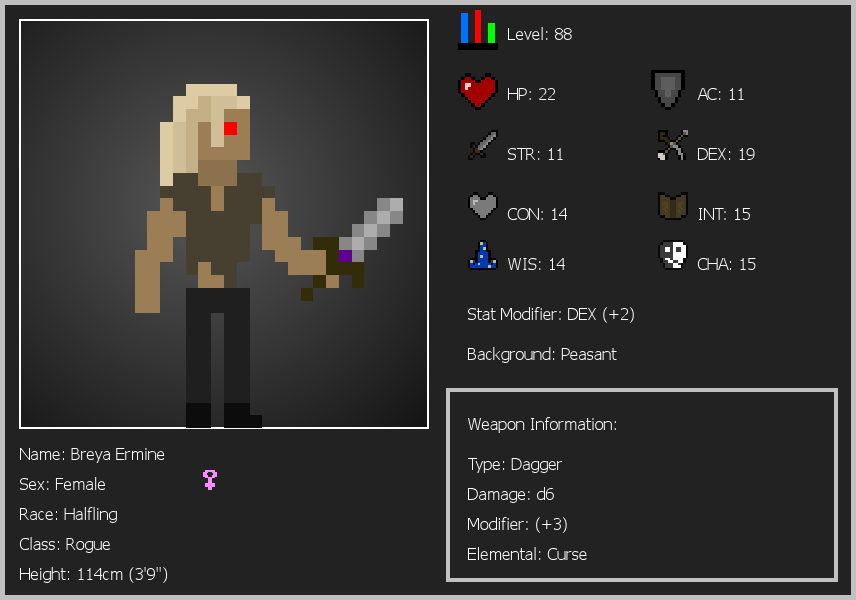 Level: 88
HP: 22
AC: 11
STR: 11
DEX: 19
CON: 14
INT: 15
WIS: 14
CHA: 15
Stat Modifier: DEX (+2)
Background: Peasant
Weapon Information:
Type: Dagger
Damage: d6
Modifier: (+3)
Elemental: Curse
Name: Breya Ermine
Sex: Female
Race: Halfling
Class: Rogue
Height: 114cm (3'9")